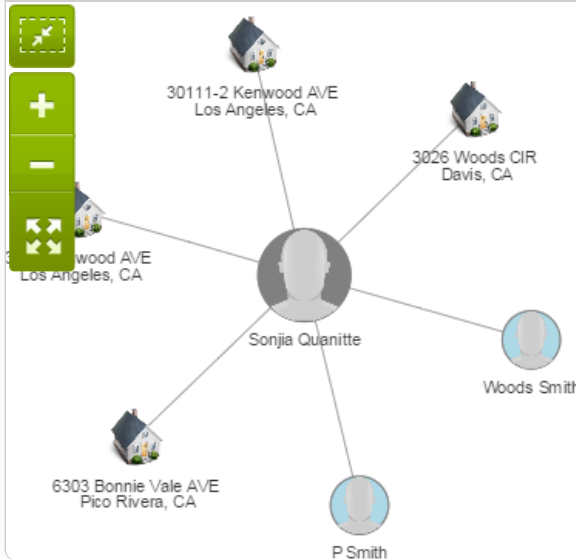 30111-2 Kenwood AVE
Los Angeles, CA
3026 Woods CIR
Davis, CA
AVE
Los Angeles, CA
Sonjia Quanitte
Woods Smith
6303 Bonnie Vale AVE
Pico Rivera, CA
P Smith